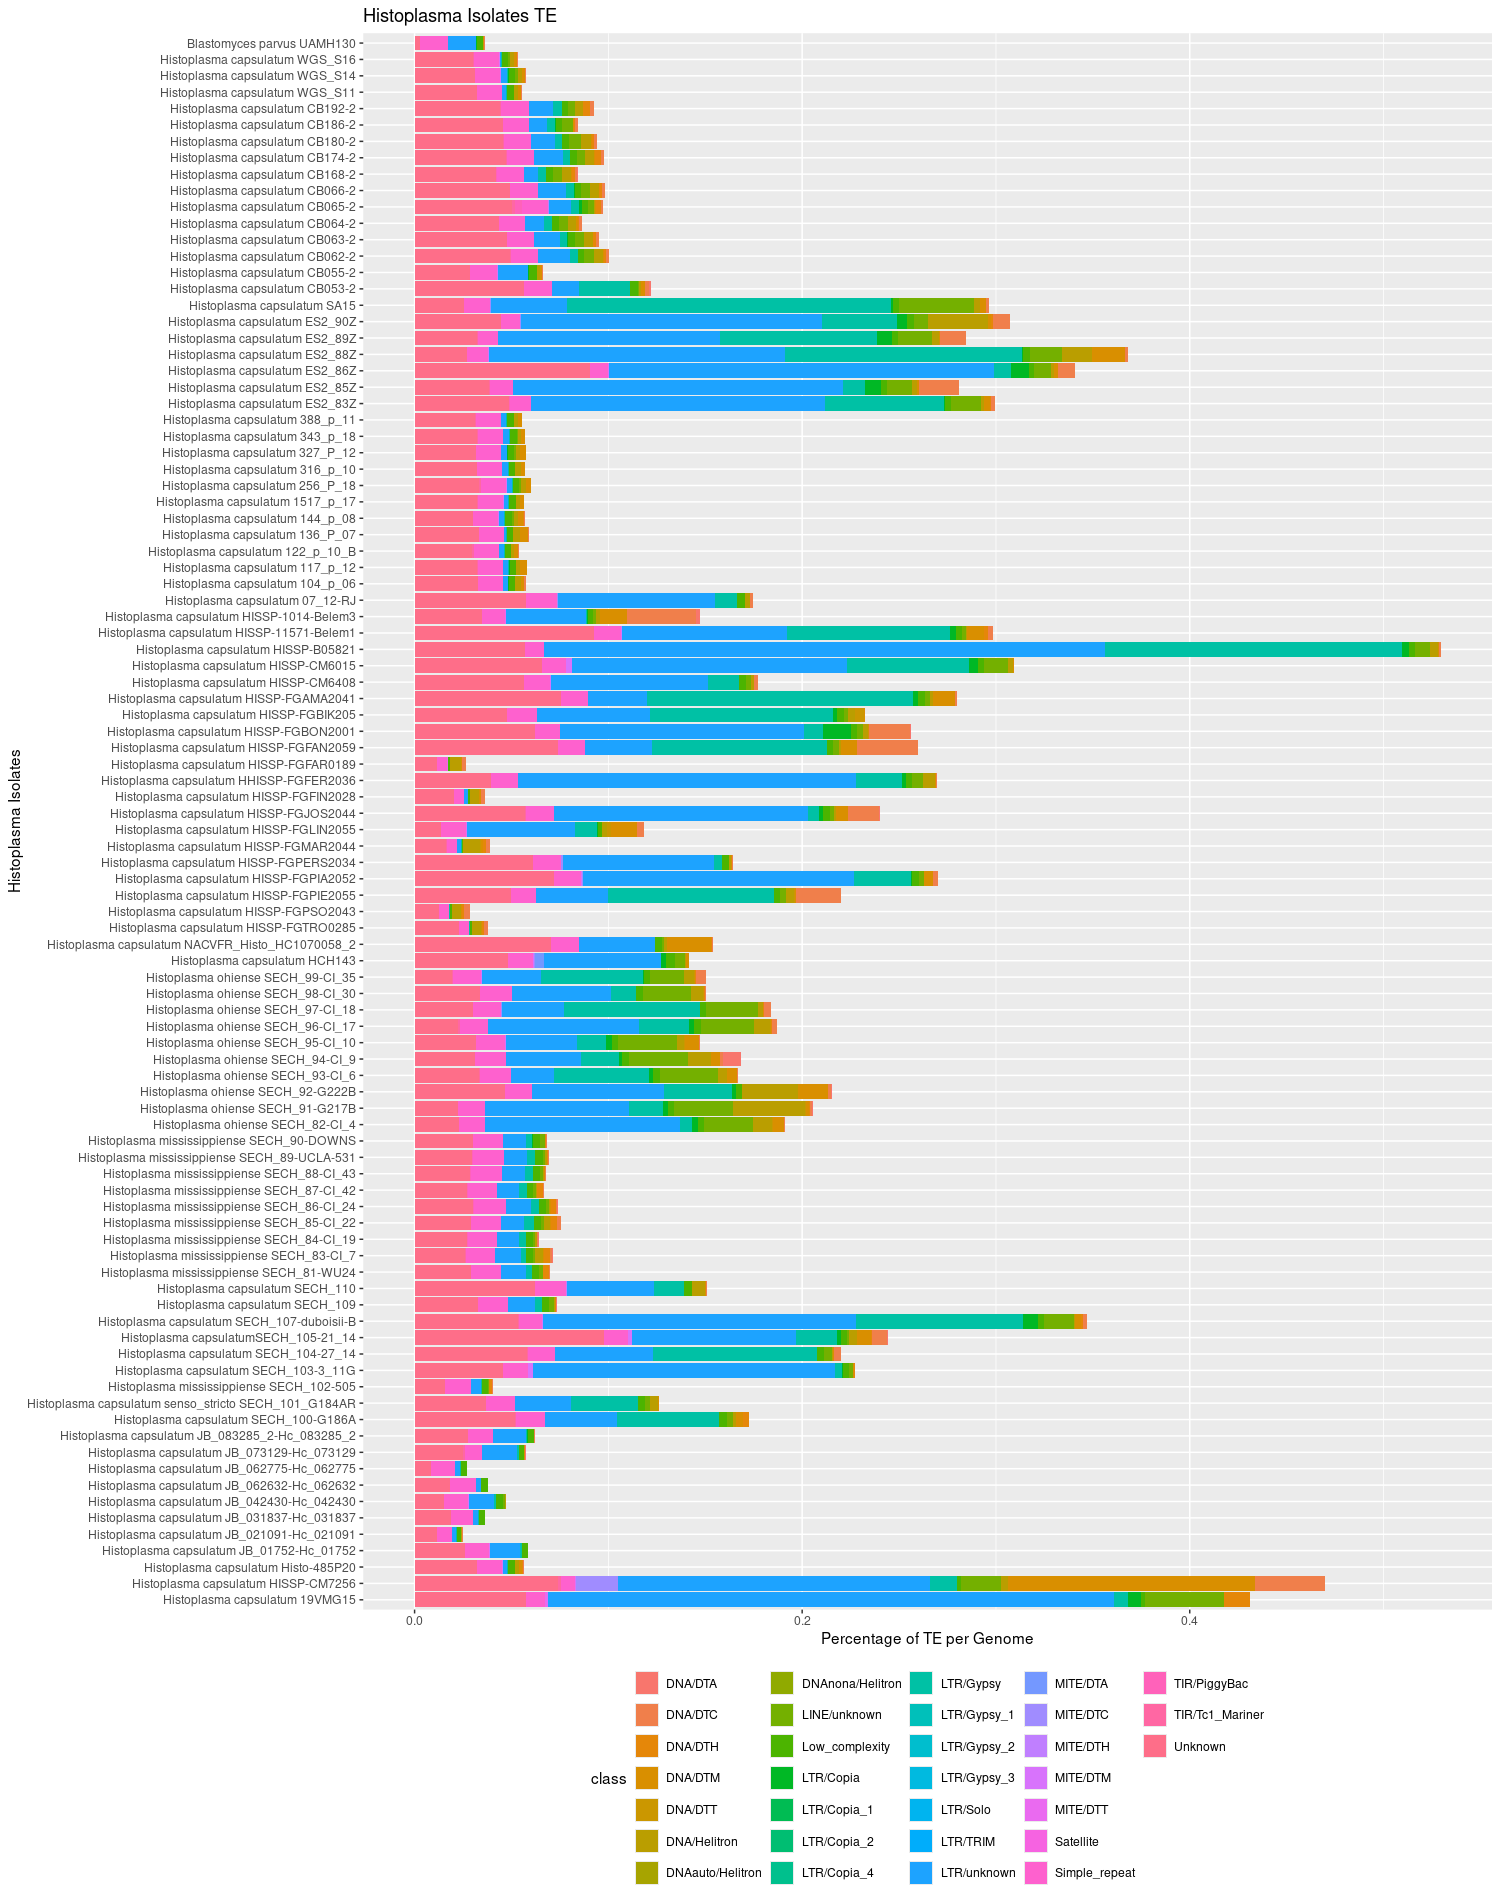 Histoplasma Isolates TE
Histoplasma Isolates
Blastomyces parvus UAMH130
Histoplasma capsulatum WGS_S16
Histoplasma capsulatum WGS_S14
Histoplasma capsulatum WGS_S11
Histoplasma capsulatum CB192-2
Histoplasma capsulatum CB186-2
Histoplasma capsulatum CB180-2
Histoplasma capsulatum CB174-2
Histoplasma capsulatum CB168-2
Histoplasma capsulatum CB066-2
Histoplasma capsulatum CB065-2
Histoplasma capsulatum CB064-2
Histoplasma capsulatum CB063-2
Histoplasma capsulatum CB062-2
Histoplasma capsulatum CB055-2
Histoplasma capsulatum CB053-2
Histoplasma capsulatum SA15
Histoplasma capsulatum ES2_90Z
Histoplasma capsulatum ES2_89Z
Histoplasma capsulatum ES2_88Z
Histoplasma capsulatum ES2_86Z
Histoplasma capsulatum ES2_85Z
Histoplasma capsulatum ES2_83Z
Histoplasma capsulatum 388_p_11
Histoplasma capsulatum 343_p_18
Histoplasma capsulatum 327_P_12
Histoplasma capsulatum 316_p_10
Histoplasma capsulatum 256_P_18
Histoplasma capsulatum 1517_p_17
Histoplasma capsulatum 144_p_08
Histoplasma capsulatum 136_P_07
Histoplasma capsulatum 122_p_10_B
Histoplasma capsulatum 117_p_12
Histoplasma capsulatum 104_p_06
Histoplasma capsulatum 07_12-RJ
Histoplasma capsulatum HISSP-1014-Belem3
Histoplasma capsulatum HISSP-11571-Belem1
Histoplasma capsulatum HISSP-B05821
Histoplasma capsulatum HISSP-CM6015
Histoplasma capsulatum HISSP-CM6408
Histoplasma capsulatum HISSP-FGAMA2041
Histoplasma capsulatum HISSP-FGBIK205
Histoplasma capsulatum HISSP-FGBON2001
Histoplasma capsulatum HISSP-FGFAN2059
Histoplasma capsulatum HISSP-FGFAR0189
Histoplasma capsulatum HHISSP-FGFER2036
Histoplasma capsulatum HISSP-FGFIN2028
Histoplasma capsulatum HISSP-FGJOS2044
Histoplasma capsulatum HISSP-FGLIN2055
Histoplasma capsulatum HISSP-FGMAR2044
Histoplasma capsulatum HISSP-FGPERS2034
Histoplasma capsulatum HISSP-FGPIA2052
Histoplasma capsulatum HISSP-FGPIE2055
Histoplasma capsulatum HISSP-FGPSO2043
Histoplasma capsulatum HISSP-FGTRO0285
Histoplasma capsulatum NACVFR_Histo_HC1070058_2
Histoplasma capsulatum HCH143
Histoplasma ohiense SECH_99-CI_35
Histoplasma ohiense SECH_98-CI_30
Histoplasma ohiense SECH_97-CI_18
Histoplasma ohiense SECH_96-CI_17
Histoplasma ohiense SECH_95-CI_10
Histoplasma ohiense SECH_94-CI_9
Histoplasma ohiense SECH_93-CI_6
Histoplasma ohiense SECH_92-G222B
Histoplasma ohiense SECH_91-G217B
Histoplasma ohiense SECH_82-CI_4
Histoplasma mississippiense SECH_90-DOWNS
Histoplasma mississippiense SECH_89-UCLA-531
Histoplasma mississippiense SECH_88-CI_43
Histoplasma mississippiense SECH_87-CI_42
Histoplasma mississippiense SECH_86-CI_24
Histoplasma mississippiense SECH_85-CI_22
Histoplasma mississippiense SECH_84-CI_19
Histoplasma mississippiense SECH_83-CI_7
Histoplasma mississippiense SECH_81-WU24
Histoplasma capsulatum SECH_110
Histoplasma capsulatum SECH_109
Histoplasma capsulatum SECH_107-duboisii-B
Histoplasma capsulatumSECH_105-21_14
Histoplasma capsulatum SECH_104-27_14
Histoplasma capsulatum SECH_103-3_11G
Histoplasma mississippiense SECH_102-505
Histoplasma capsulatum senso_stricto SECH_101_G184AR
Histoplasma capsulatum SECH_100-G186A
Histoplasma capsulatum JB_083285_2-Hc_083285_2
Histoplasma capsulatum JB_073129-Hc_073129
Histoplasma capsulatum JB_062775-Hc_062775
Histoplasma capsulatum JB_062632-Hc_062632
Histoplasma capsulatum JB_042430-Hc_042430
Histoplasma capsulatum JB_031837-Hc_031837
Histoplasma capsulatum JB_021091-Hc_021091
Histoplasma capsulatum JB_01752-Hc_01752
Histoplasma capsulatum Histo-485P20
Histoplasma capsulatum HISSP-CM7256
Histoplasma capsulatum 19VMG15
0.0 0.2 0.4
Percentage of TE per Genome
class
DNA/DTA
DNA/DTC
DNA/DTH
DNA/DTM
DNA/DTT
DNA/Helitron
DNAauto/Helitron
DNAnona/Helitron
LINE/unknown
Low_complexity
LTR/Copia
LTR/Copia_1
LTR/Copia_2
LTR/Copia_4
LTR/Gypsy
LTR/Gypsy_1
LTR/Gypsy_2
LTR/Gypsy_3
LTR/Solo
LTR/TRIM
LTR/unknown
MITE/DTA
MITE/DTC
MITE/DTH
MITE/DTM
MITE/DTT
Satellite
Simple_repeat
TIR/PiggyBac
TIR/Tc1_Mariner
Unknown